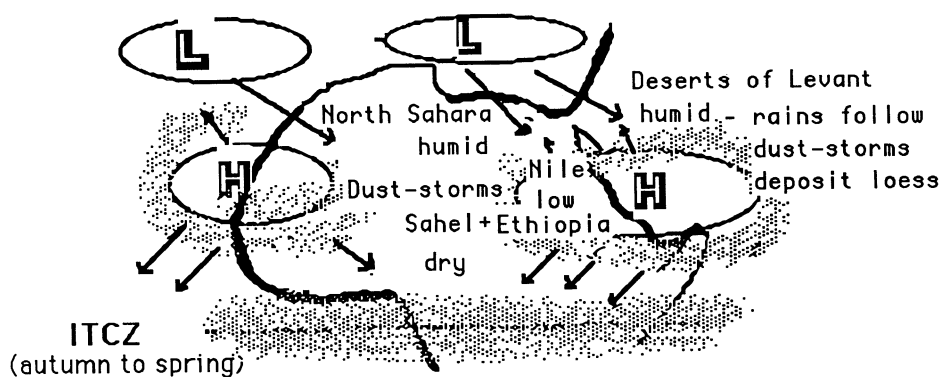 L
L
Deserts of Levant
humid - rains follow
dust-storms
deposit loess
North Sahara
humid
H
Dust-storms
Nile
low
H
Sahel + Ethiopia
dry
ITCZ
(autumn to spring)